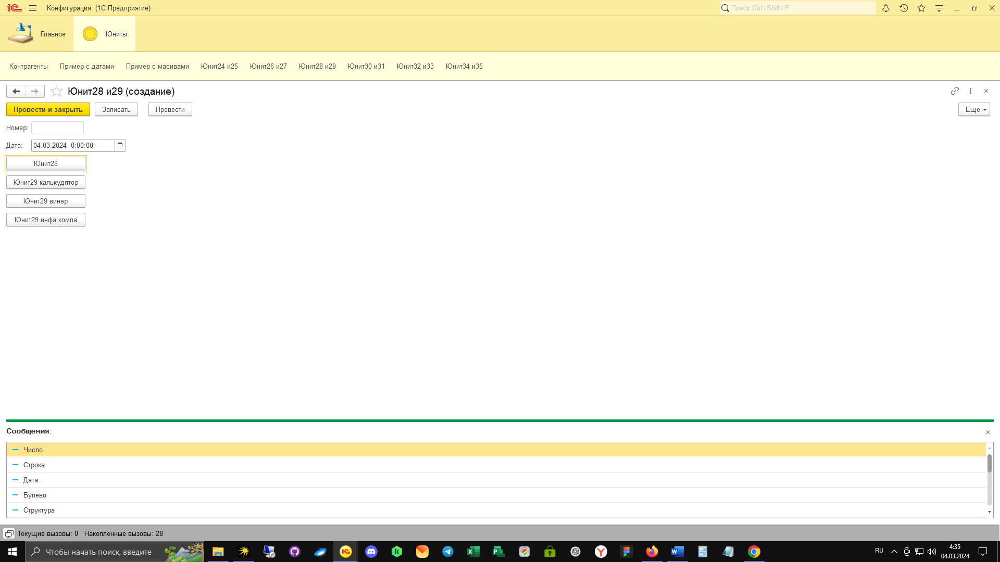 Конфигурация (1С:Предприятие)
Поиск Ctrl+Shift+F
Главное
Юниты
Контрагенты Пример с датами Пример с масивами Юнит24 и25 Юнит26 и27 Юнит28 и29 Юнит30 и31 Юнит32 и33 Юнит34 и35
Юнит28 и29 (создание)
Провести и закрыть Записать Провести Еще
Номер:
Дата: 04.03.2024 0:00:00
Юнит28
Юнит29 калькудятор
Юнит29 винер
Юнит29 инфа компа
Сообщения:
Число
Строка
Дата
Булево
Структура
Текущие вызовы: 0 Накопленные вызовы: 28
Чтобы начать поиск, введите
RU
4:35
04.03.2024